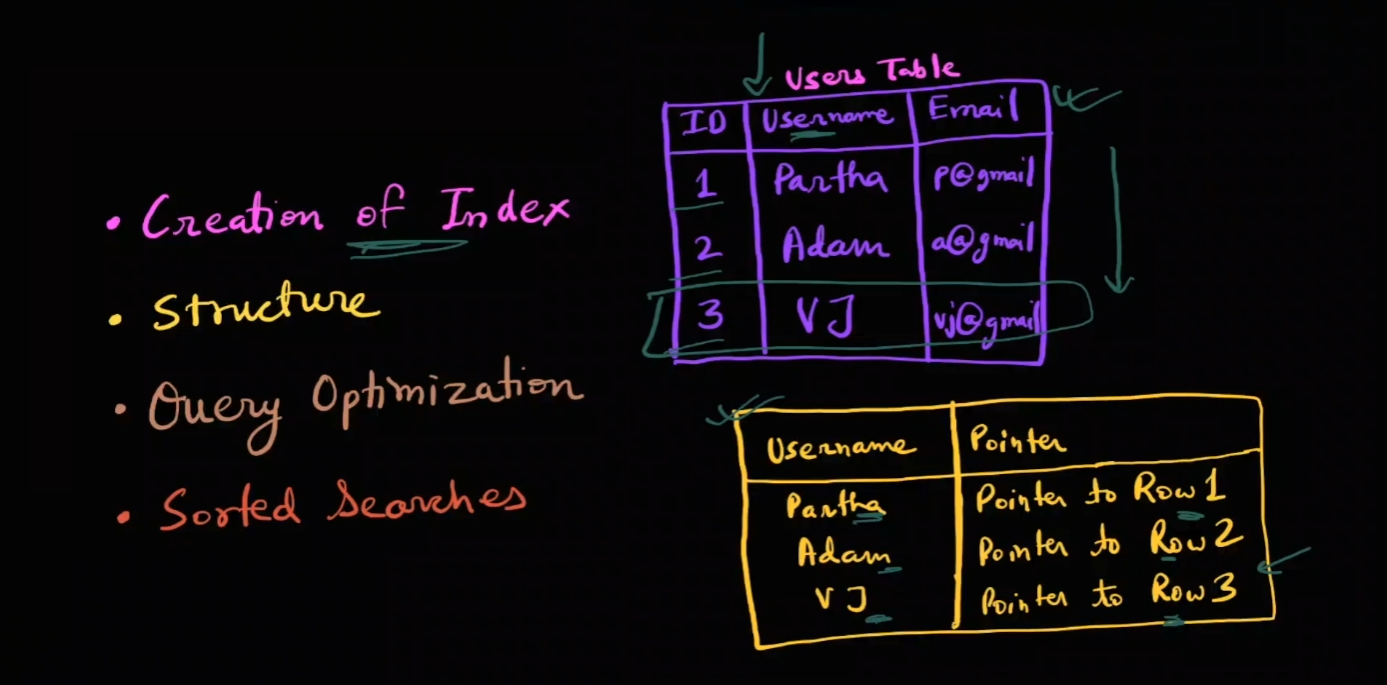 • Creation of Index
• Structure
• Query Optimization
• Sorted Searches
Users Table
ID Username Email
1 Partha p@gmail
2 Adam a@gmail
3 VJ vj@gmail
Username Pointer
Partha Pointer to Row 1
Adam Pointer to Row 2
VJ Pointer to Row 3